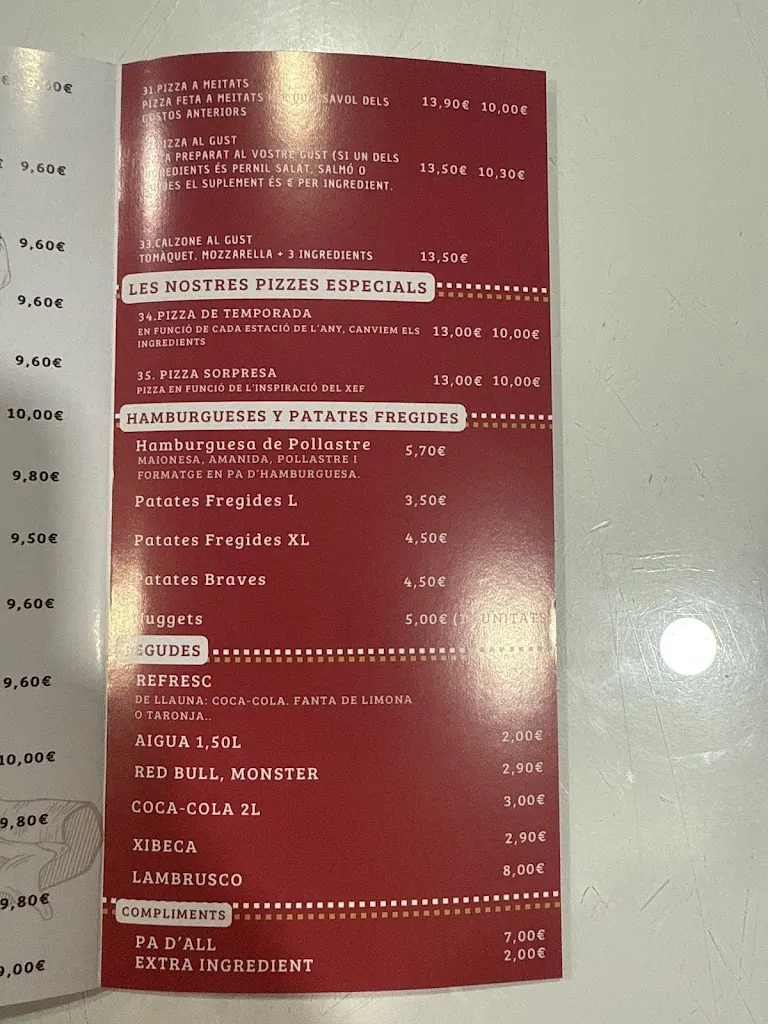 9,60€
9,60€
9,60€
9,60€
10,00€
9,80€
9,50€
9,60€
9,60€
10,00€
9,80€
9,80€
9,00€
31.PIZZA A MEITATS
PIZZA FETA A MEITATS SAVOL DELS
GUSTOS ANTERIORS
13,90€ 10,00€
PIZZA AL GUST
PREPARAT AL VOSTRE GUST (SI UN DELS
INGREDIENTS ÉS PERNIL SALAT, SALMÓ O
EL SUPLEMENT ÉS € PER INGREDIENT.
13,50€ 10,30€
33.CALZONE AL GUST
TOMÀQUET, MOZZARELLA + 3 INGREDIENTS 13,50€
LES NOSTRES PIZZES ESPECIALS
34.PIZZA DE TEMPORADA
EN FUNCIÓ DE CADA ESTACIÓ DE L'ANY, CANVIEM ELS
INGREDIENTS
13,00€ 10,00€
35. PIZZA SORPRESA
PIZZA EN FUNCIÓ DE L'INSPIRACIÓ DEL XEF
13,00€ 10,00€
HAMBURGUESES Y PATATES FREGIDES
Hamburguesa de Pollastre 5,70€
MAIONESA, AMANIDA, POLLASTRE I
FORMATGE EN PA D'HAMBURGUESA.
Patates Fregides L 3,50€
Patates Fregides XL 4,50€
Patates Braves 4,50€
Nuggets 5,00€ UNITATS
BEGUDES
REFRESC
DE LLAUNA: COCA-COLA. FANTA DE LIMONA
O TARONJA..
AIGUA 1,50L 2,00€
RED BULL, MONSTER 2,90€
COCA-COLA 2L 3,00€
XIBECA 2,90€
LAMBRUSCO 8,00€
COMPLIMENTS
PA D'ALL 7,00€
EXTRA INGREDIENT 2,00€